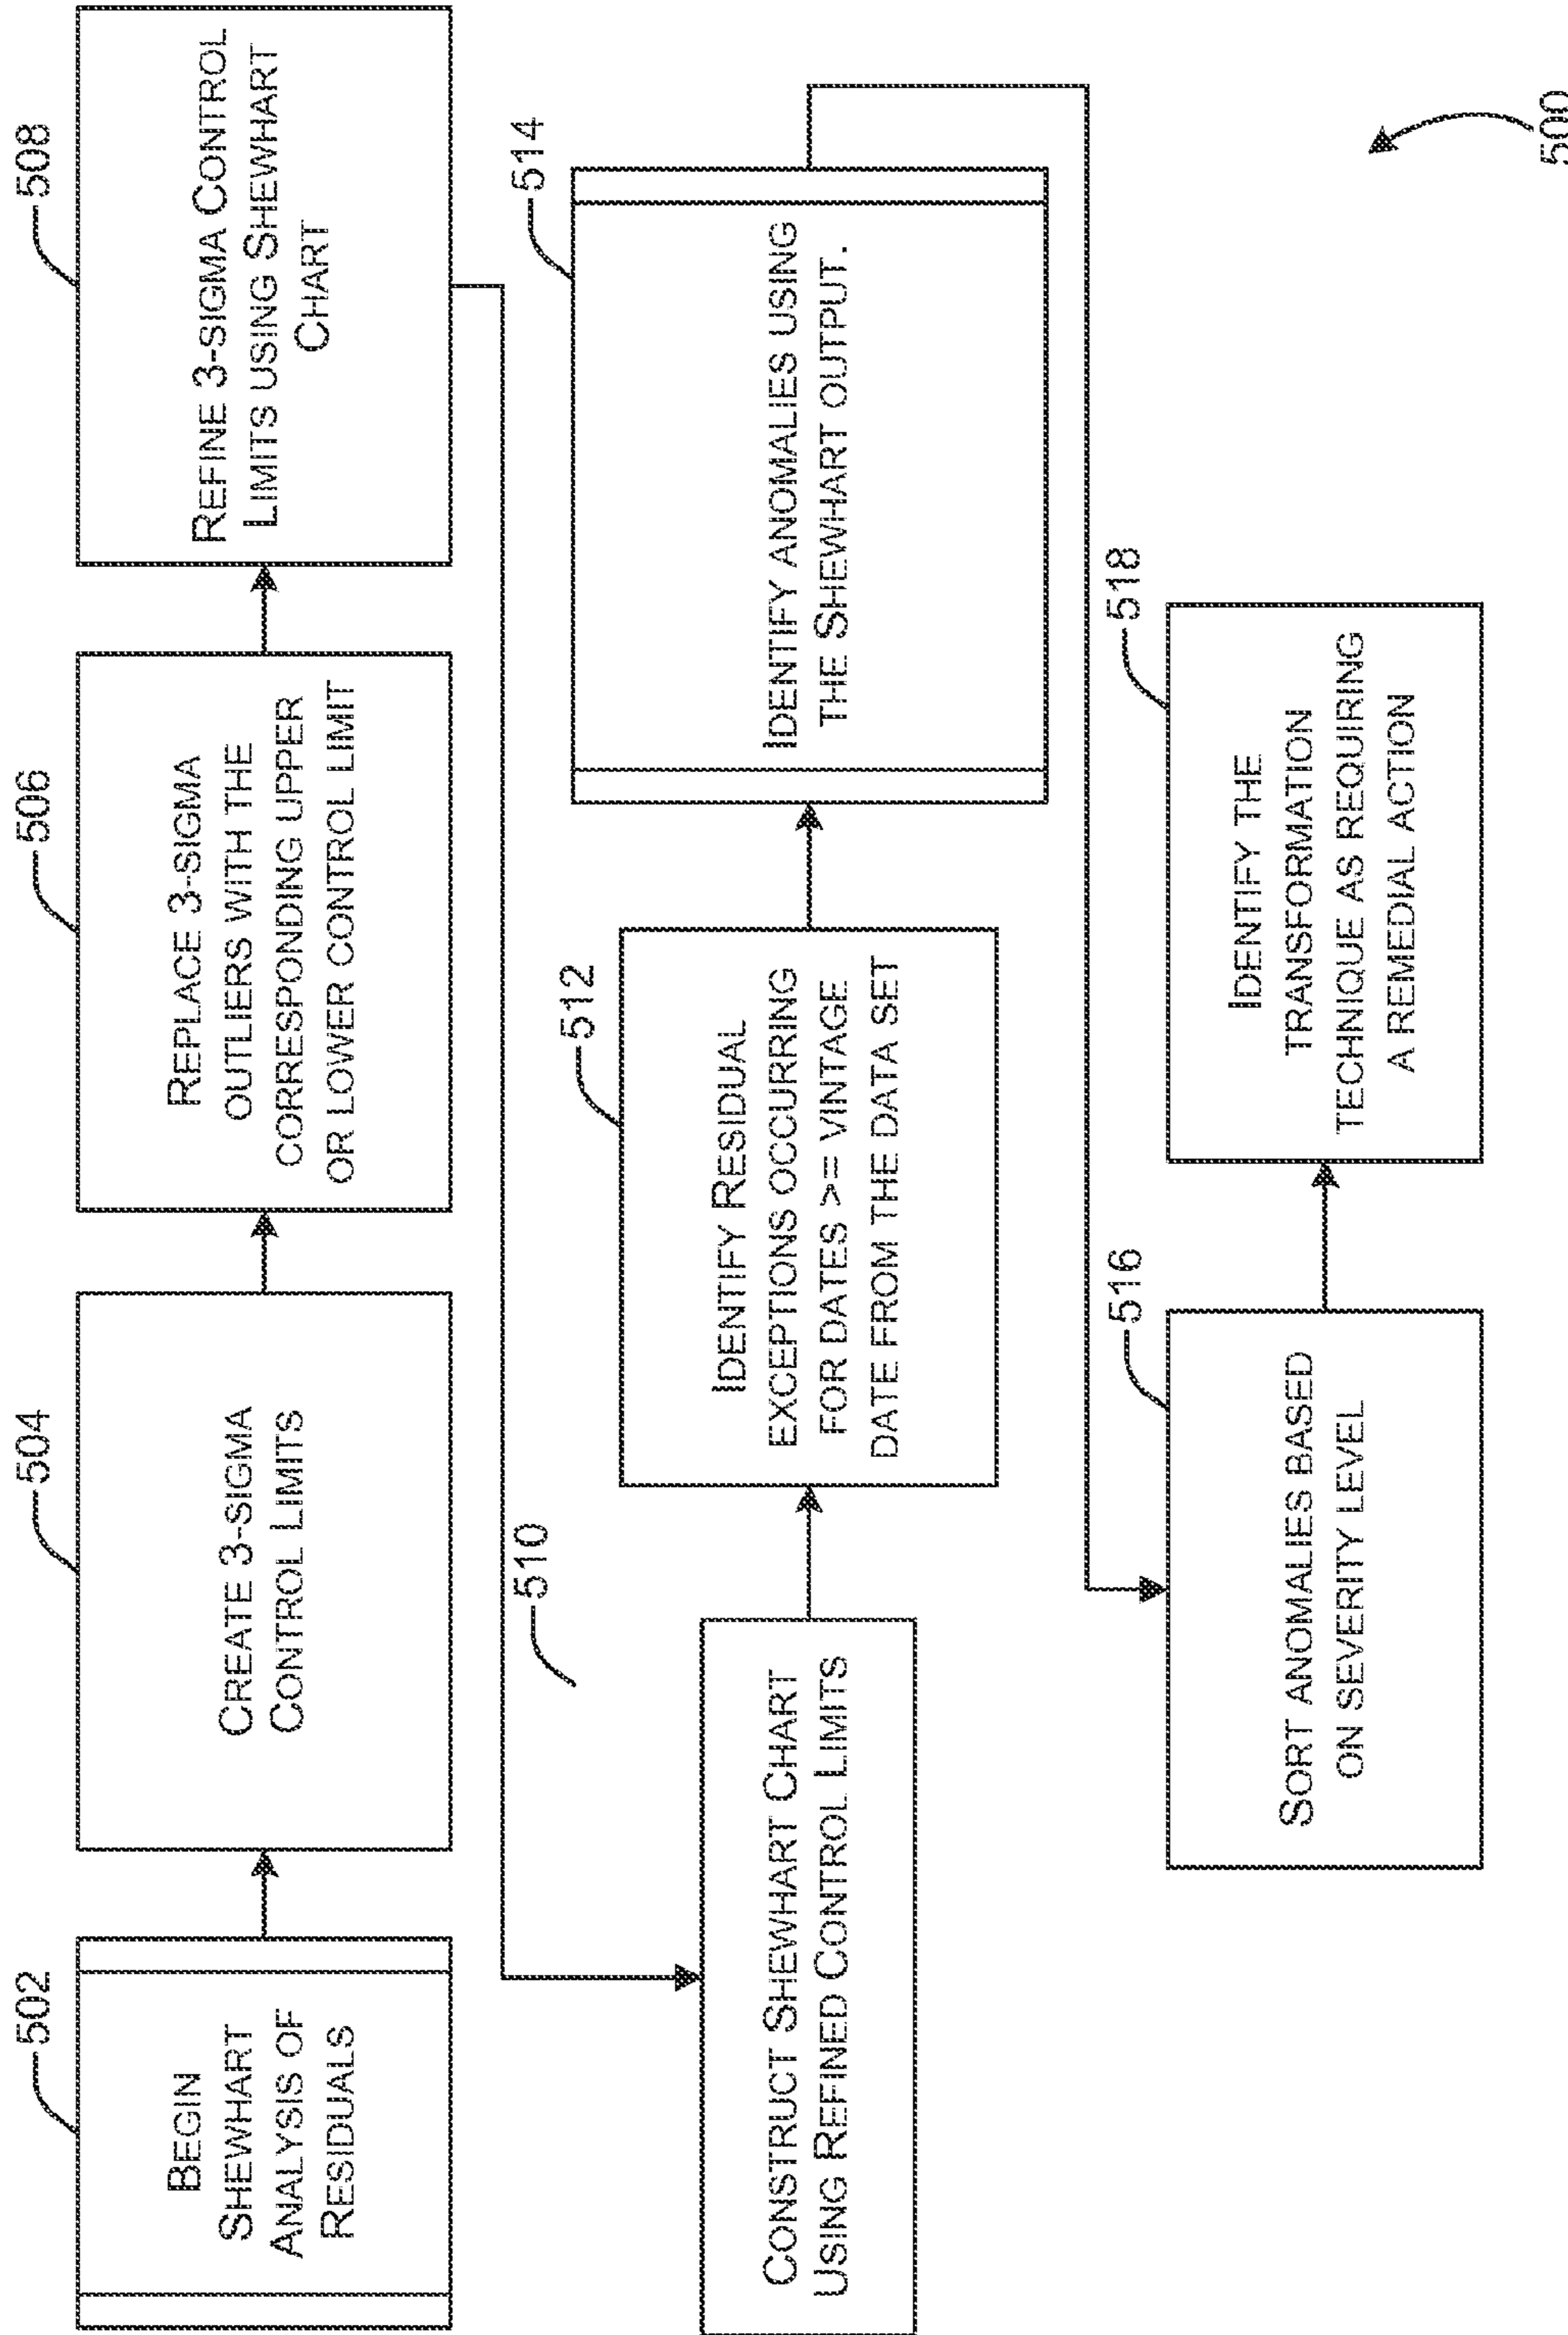 502
BEGIN
SHEWHART
ANALYSIS OF
RESIDUALS
504
CREATE 3-SIGMA
CONTROL LIMITS
506
REPLACE 3-SIGMA
OUTLIERS WITH THE
CORRESPONDING UPPER
OR LOWER CONTROL LIMIT
508
REFINE 3-SIGMA CONTROL
LIMITS USING SHEWHART
CHART
510
CONSTRUCT SHEWHART CHART
USING REFINED CONTROL LIMITS
512
IDENTIFY RESIDUAL
EXCEPTIONS OCCURRING
FOR DATES >= VINTAGE
DATE FROM THE DATA SET
514
IDENTIFY ANOMALIES USING
THE SHEWHART OUTPUT.
516
SORT ANOMALIES BASED
ON SEVERITY LEVEL
518
IDENTIFY THE
TRANSFORMATION
TECHNIQUE AS REQUIRING
A REMEDIAL ACTION
500